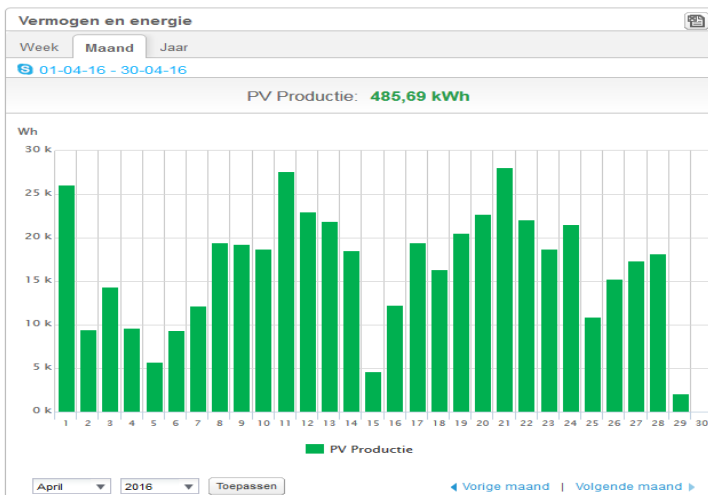 Vermogen en energie
Week Maand Jaar
01-04-16 - 30-04-16
PV Productie: 485,69 kWh
Wh
30 k
25 k
20 k
15 k
10 k
5 k
0 k
1 2 3 4 5 6 7 8 9 10 11 12 13 14 15 16 17 18 19 20 21 22 23 24 25 26 27 28 29 30
PV Productie
April 2016 Toepassen Vorige maand | Volgende maand